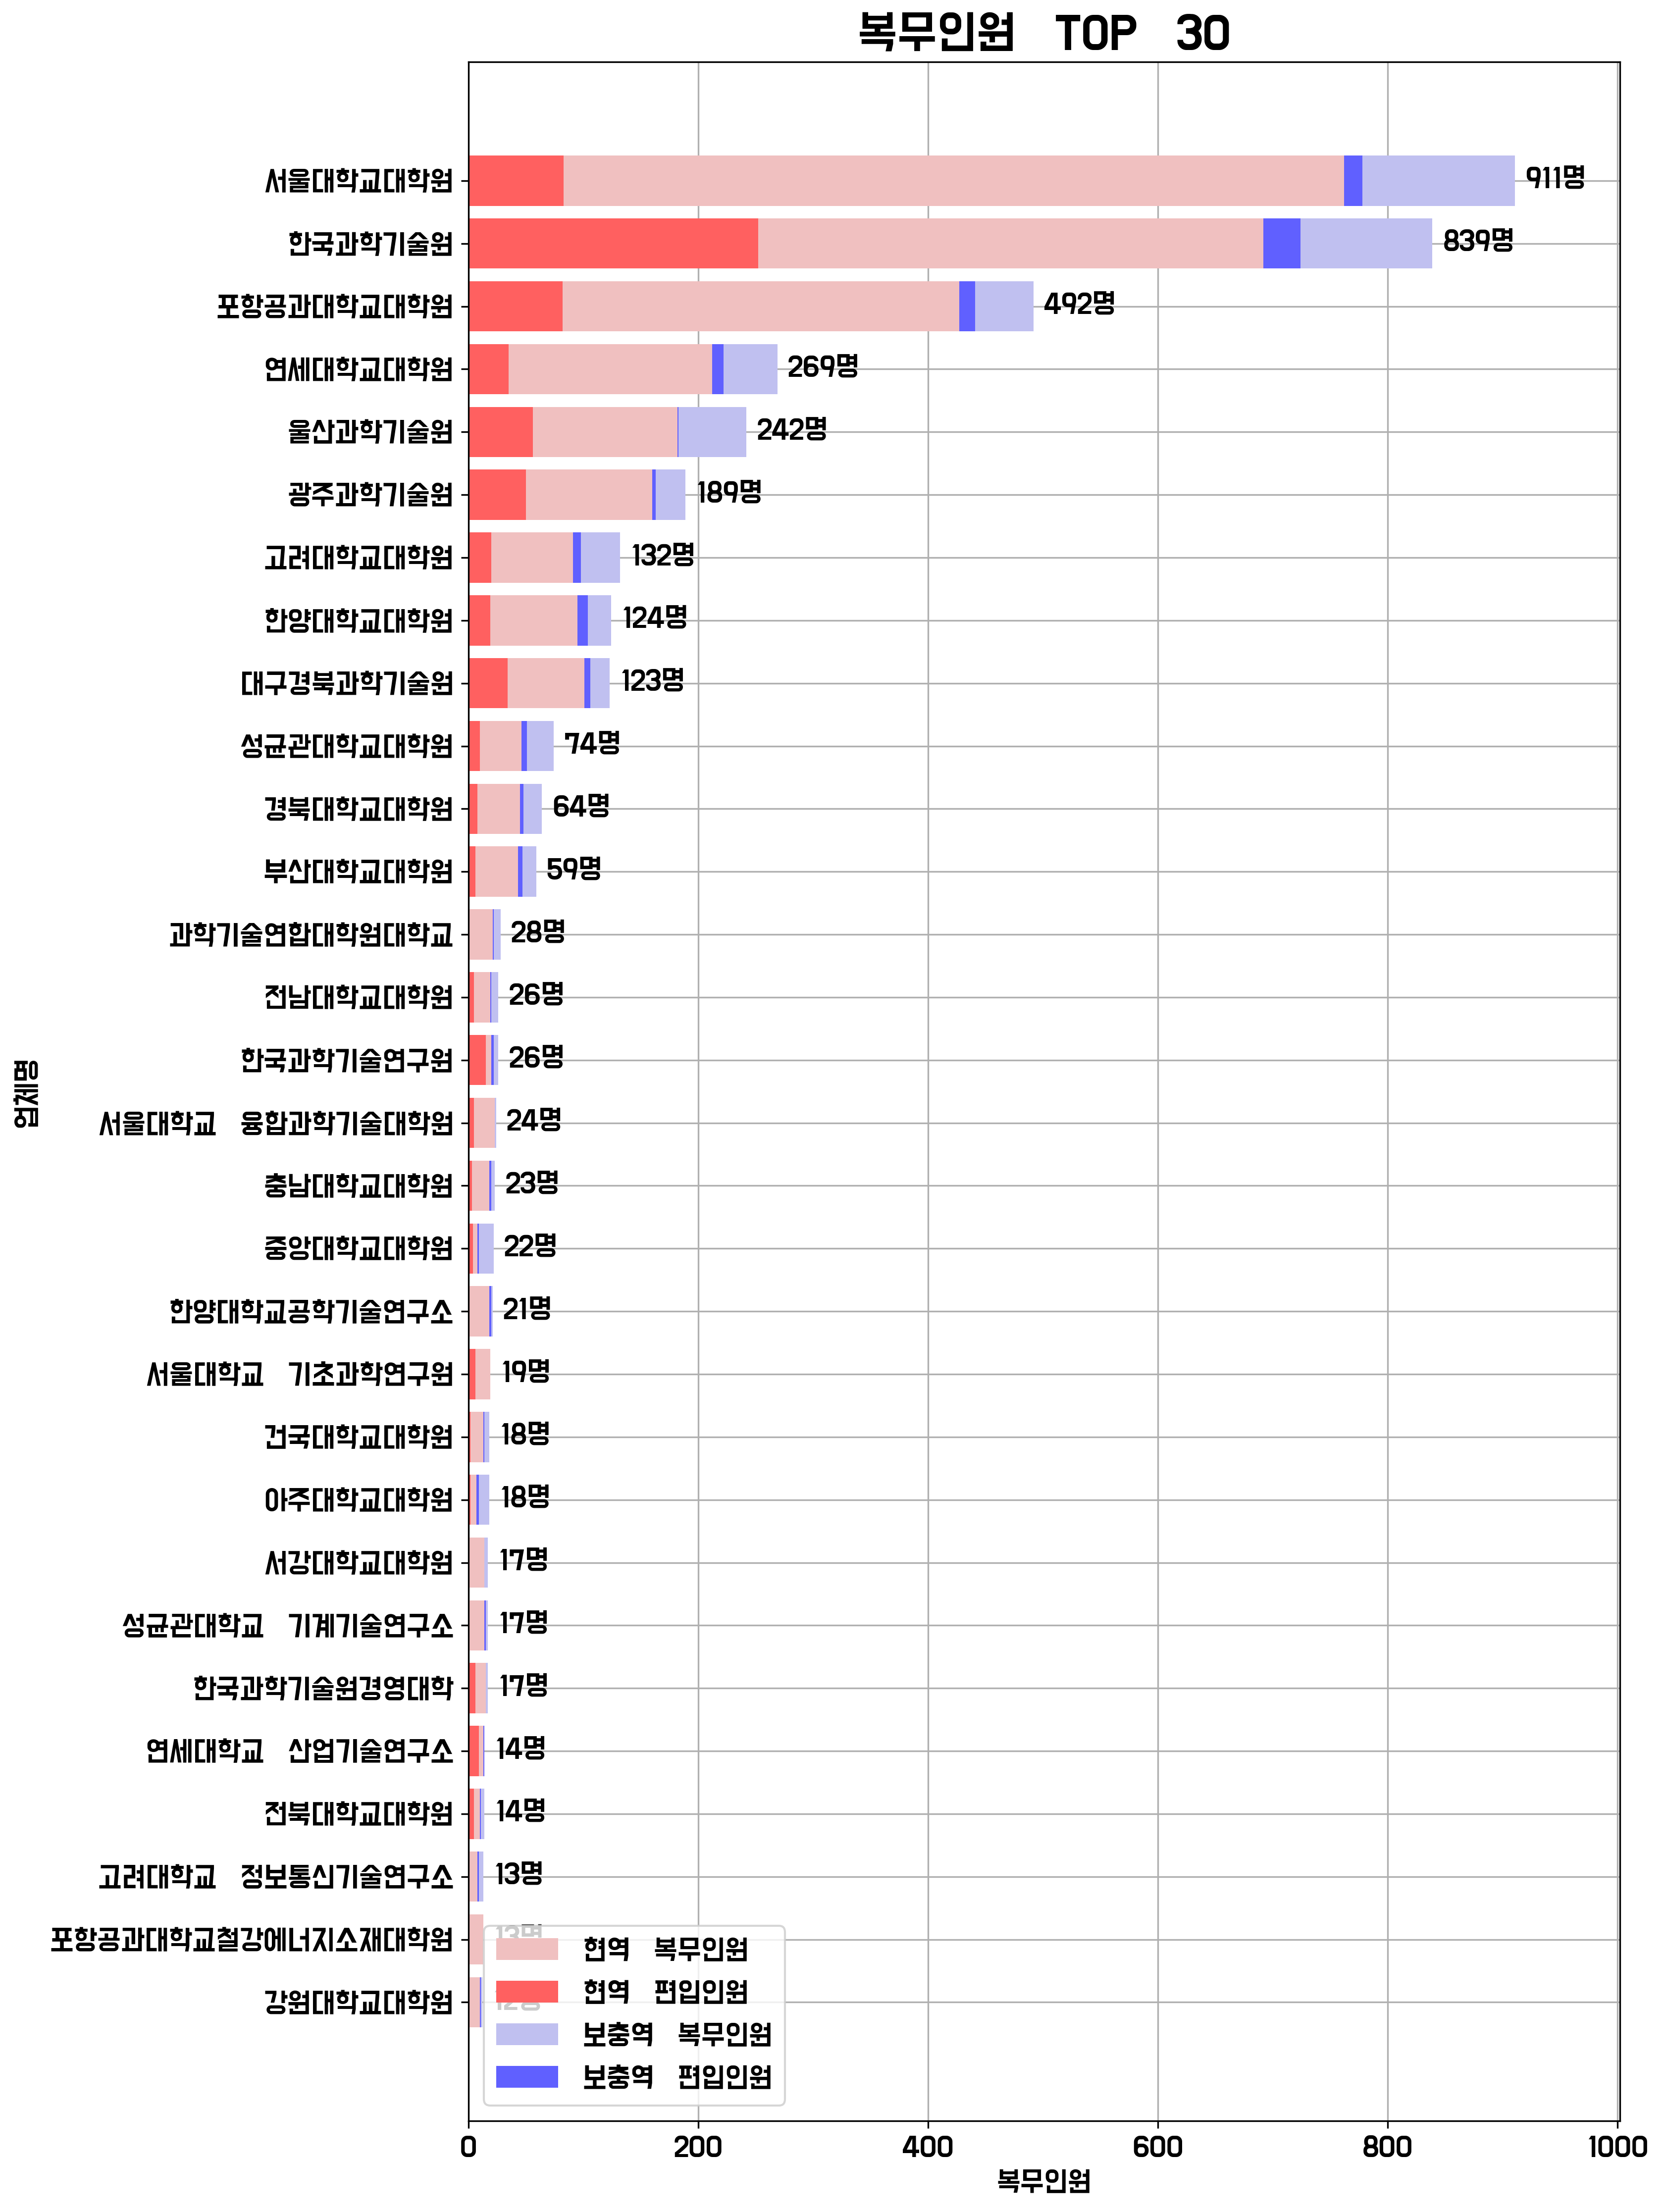 복무인원 TOP 30
서울대학교대학원 911명
한국과학기술원 839명
포항공과대학교대학원 492명
연세대학교대학원 269명
울산과학기술원 242명
광주과학기술원 189명
고려대학교대학원 132명
한양대학교대학원 124명
대구경북과학기술원 123명
성균관대학교대학원 74명
경북대학교대학원 64명
부산대학교대학원 59명
과학기술연합대학원대학교 28명
전남대학교대학원 26명
한국과학기술연구원 26명
업체명
서울대학교 융합과학기술대학원 24명
충남대학교대학원 23명
중앙대학교대학원 22명
한양대학교공학기술연구소 21명
서울대학교 기초과학연구원 19명
건국대학교대학원 18명
아주대학교대학원 18명
서강대학교대학원 17명
성균관대학교 기계기술연구소 17명
한국과학기술원경영대학 17명
연세대학교 산업기술연구소 14명
전북대학교대학원 14명
고려대학교 정보통신기술연구소 13명
포항공과대학교철강에너지소재대학원 13명
강원대학교대학원 12명
현역 복무인원
현역 편입인원
보충역 복무인원
보충역 편입인원
0 200 400 600 800 1000
복무인원